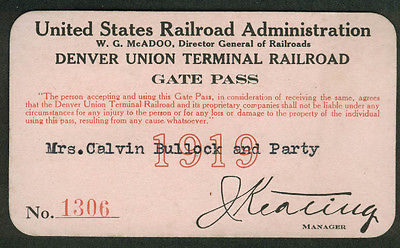 United States Railroad Administration
W. G. McADOO, Director General of Railroads
DENVER UNION TERMINAL RAILROAD
GATE PASS
"The person accepting and using this Gate Pass, in consideration of receiving the same, agrees
that the Denver Union Terminal Railroad and its proprietary companies shall not be liable under any
circumstances for any injury to the person or for any loss or damage to the property of the individual
using this pass, resulting from any cause whatsoever."
1919
Mrs.Calvin Bullock and Party
J Keating
No. 1306
MANAGER